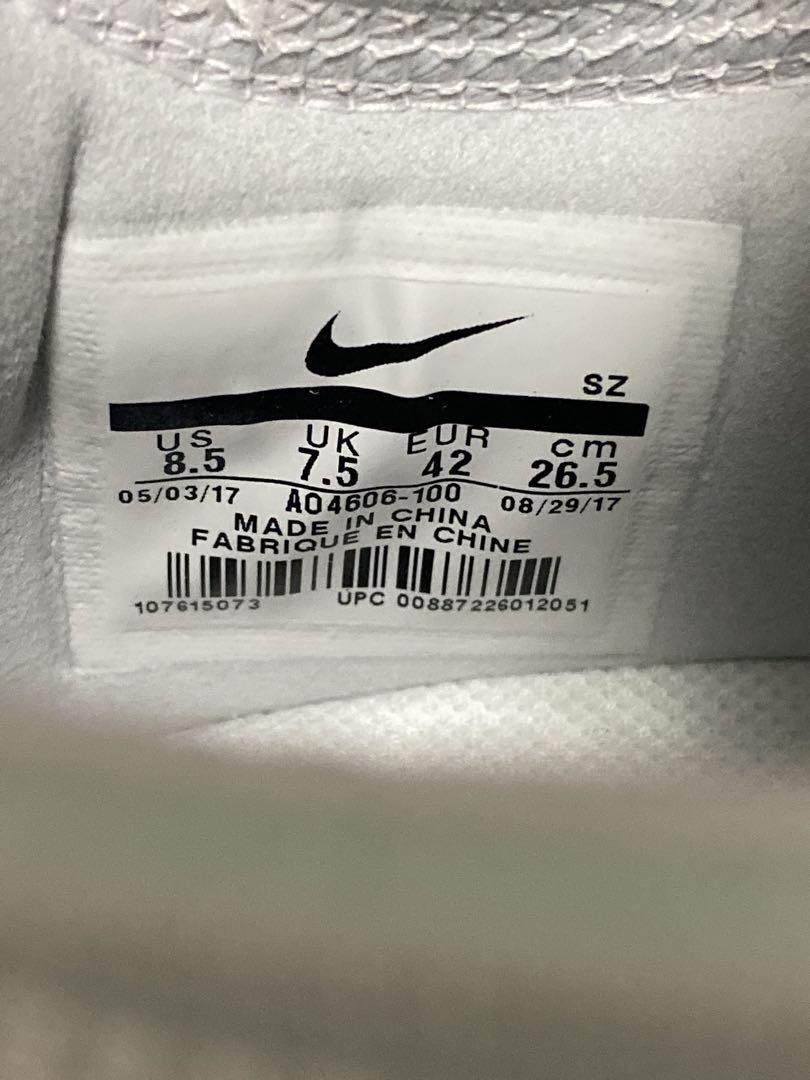 SZ
US UK EUR cm
8.5 7.5 42 26.5
05/03/17 AO4606-100 08/29/17
MADE IN CHINA
FABRIQUE EN CHINE
107615073 UPC 00887226012051